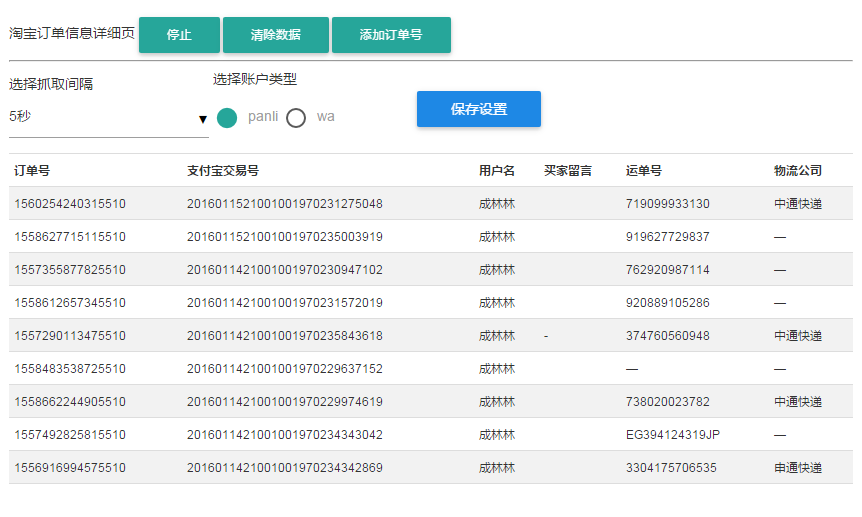 淘宝订单信息详细页 停止 清除数据 添加订单号
选择抓取间隔 选择账户类型
5秒 panli wa 保存设置
订单号 支付宝交易号 用户名 买家留言 运单号 物流公司
1560254240315510 2016011521001001970231275048 成林林 719099933130 中通快递
1558627715115510 2016011521001001970235003919 成林林 919627729837 —
1557355877825510 2016011421001001970230947102 成林林 762920987114 —
1558612657345510 2016011421001001970231572019 成林林 920889105286 —
1557290113475510 2016011421001001970235843618 成林林 - 374760560948 中通快递
1558483538725510 2016011421001001970229637152 成林林 — —
1558662244905510 2016011421001001970229974619 成林林 738020023782 中通快递
1557492825815510 2016011421001001970234343042 成林林 EG394124319JP —
1556916994575510 2016011421001001970234342869 成林林 3304175706535 申通快递